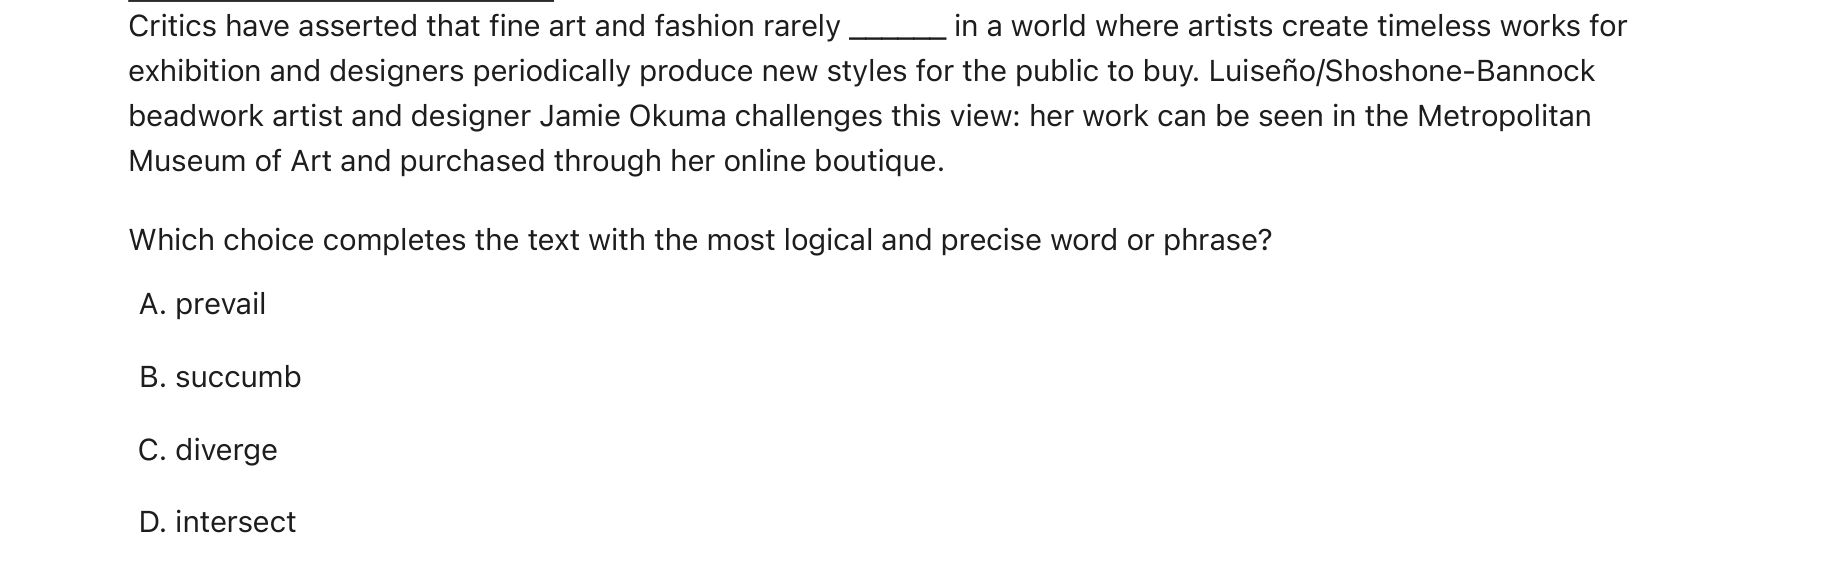 Critics have asserted that fine art and fashion rarely ______ in a world where artists create timeless works for
exhibition and designers periodically produce new styles for the public to buy. Luiseño/Shoshone-Bannock
beadwork artist and designer Jamie Okuma challenges this view: her work can be seen in the Metropolitan
Museum of Art and purchased through her online boutique.
Which choice completes the text with the most logical and precise word or phrase?
A. prevail
B. succumb
C. diverge
D. intersect